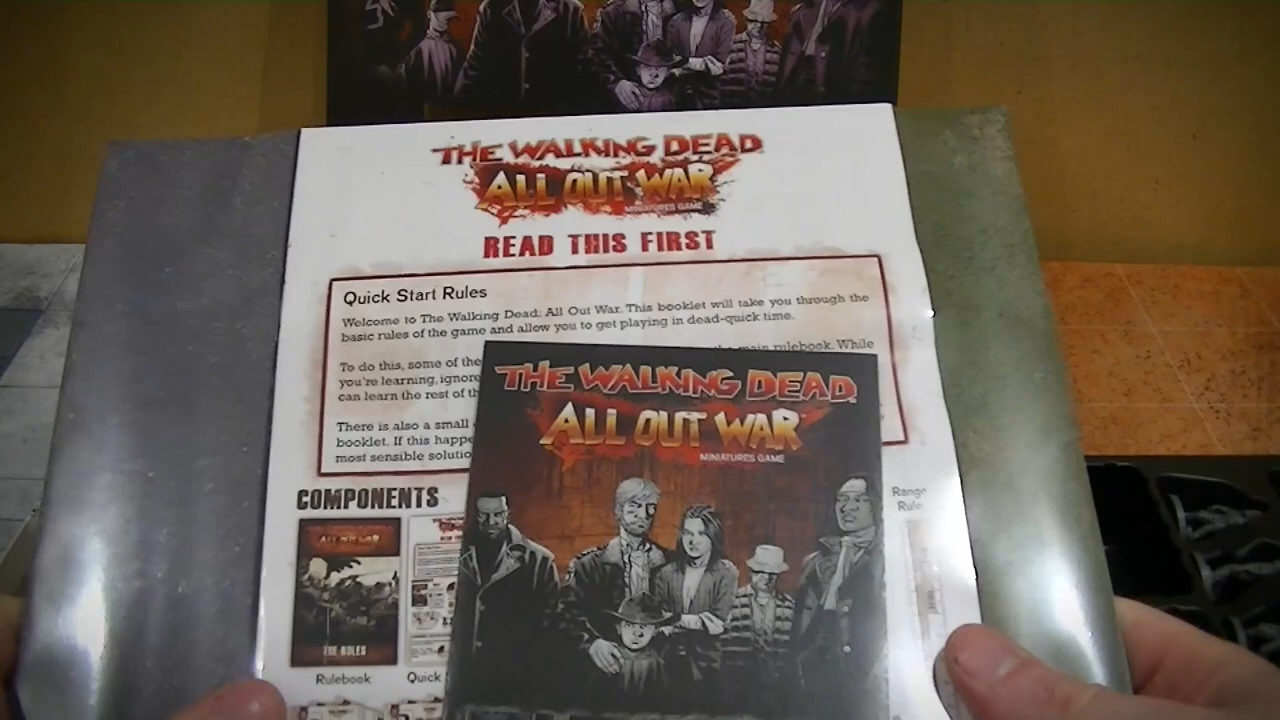 THE WALKING DEAD
ALL OUT WAR
MINIATURES GAME
READ THIS FIRST
Quick Start Rules
Welcome to The Walking Dead: All Out War. This booklet will take you through the
basic rules of the game and allow you to get playing in dead-quick time.
To do this, some of the main rulebook. While
you're learning, ignore
can learn the rest of
There is also a small
booklet. If this
most sensible
THE WALKING DEAD
ALL OUT WAR
MINIATURES GAME
COMPONENTS
Range
ALL OUT WAR
THE RULES
Rulebook
Quick